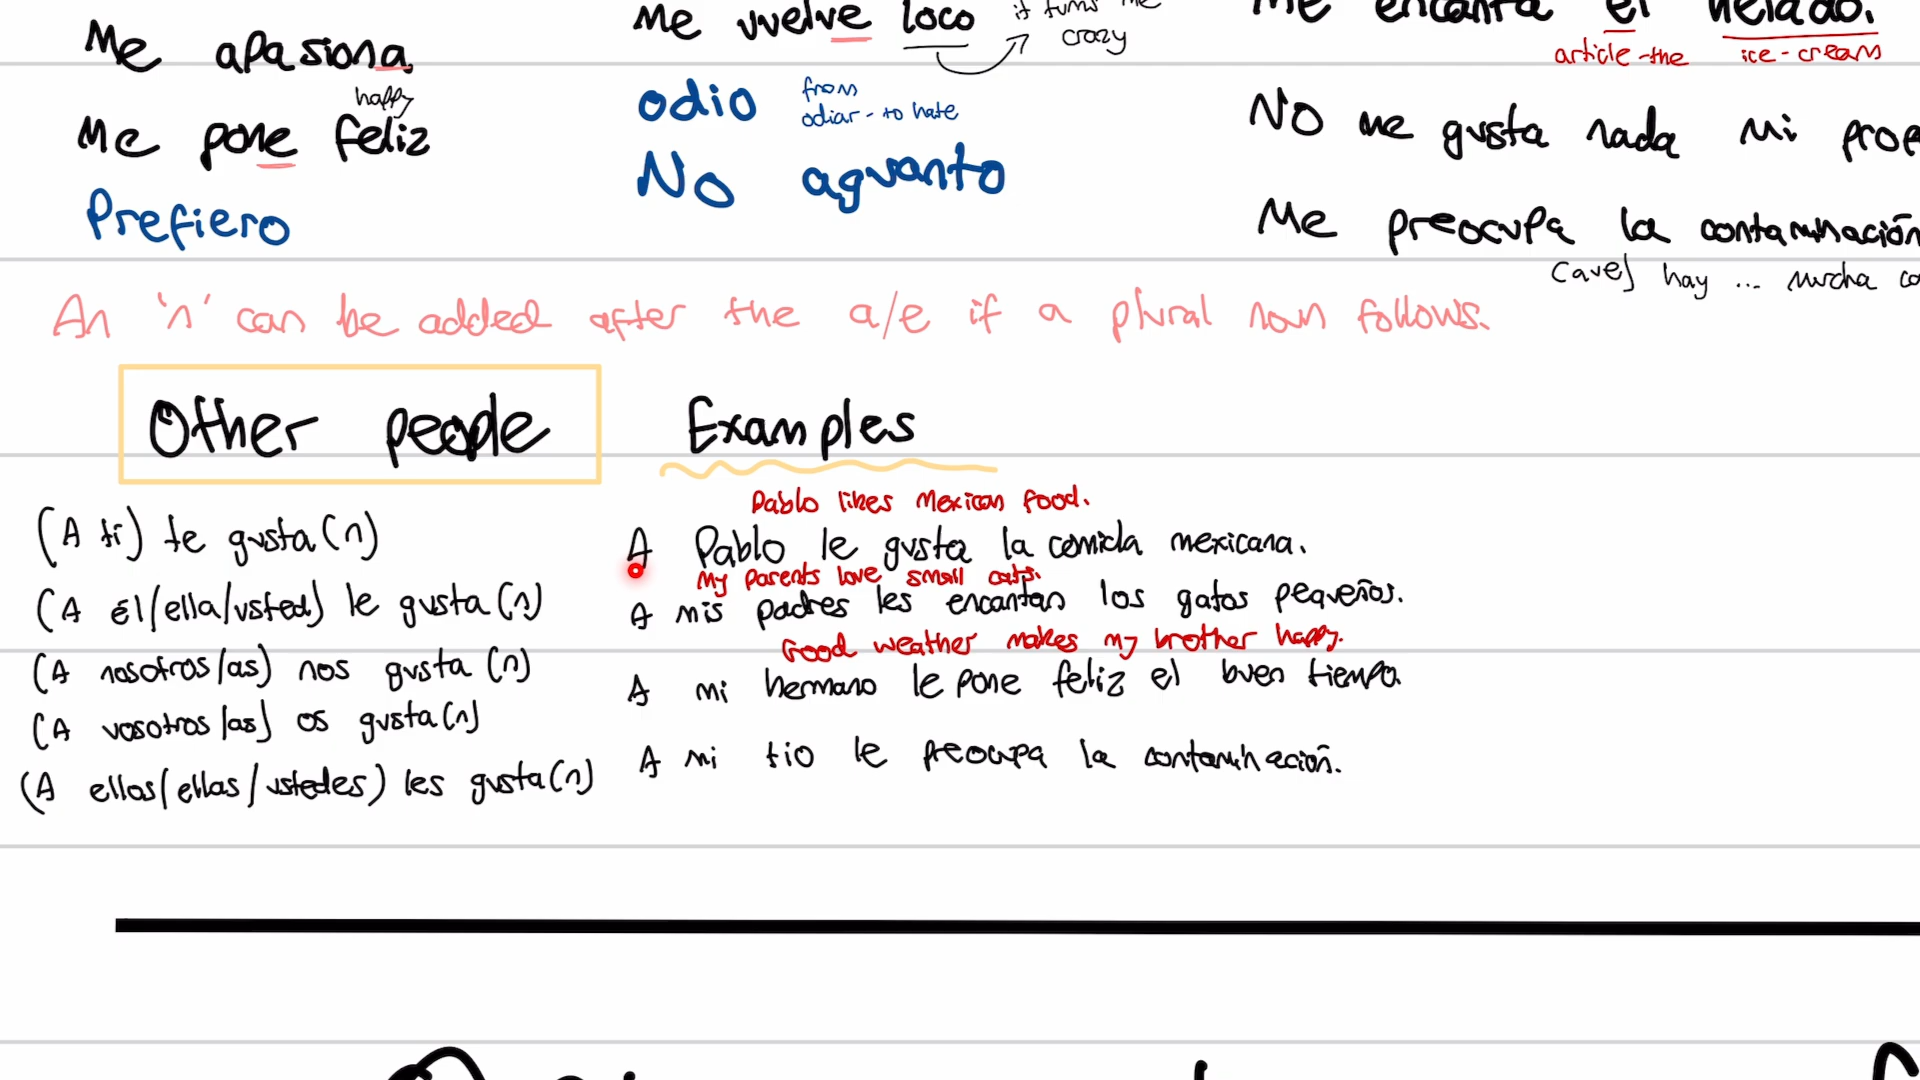 Me apasiona
happy
Me pone feliz
Prefiero
Me vuelve loco
crazy
odio
from
odiar - to hate
No aguanto
Me encanta el helado.
article - the ice-cream
No me gusta nada mi
Me preocupa la contaminación
hay ... mucha
An 'n' can be added after the a/e if a plural noun follows.
Other people
(A ti) te gusta(n)
(A él/ella/usted) le gusta(n)
(A nosotros/as) nos gusta (n)
(A vosotros/as) os gusta(n)
(A ellos/ellas/ustedes) les gusta(n)
Examples
Pablo likes Mexican food.
A Pablo le gusta la comida mexicana.
My parents love small cats.
A mis padres les encantan los gatos pequeños.
Good weather makes my brother happy.
A mi hermano le pone feliz el buen tiempo.
A mi tio le preocupa la contaminación.